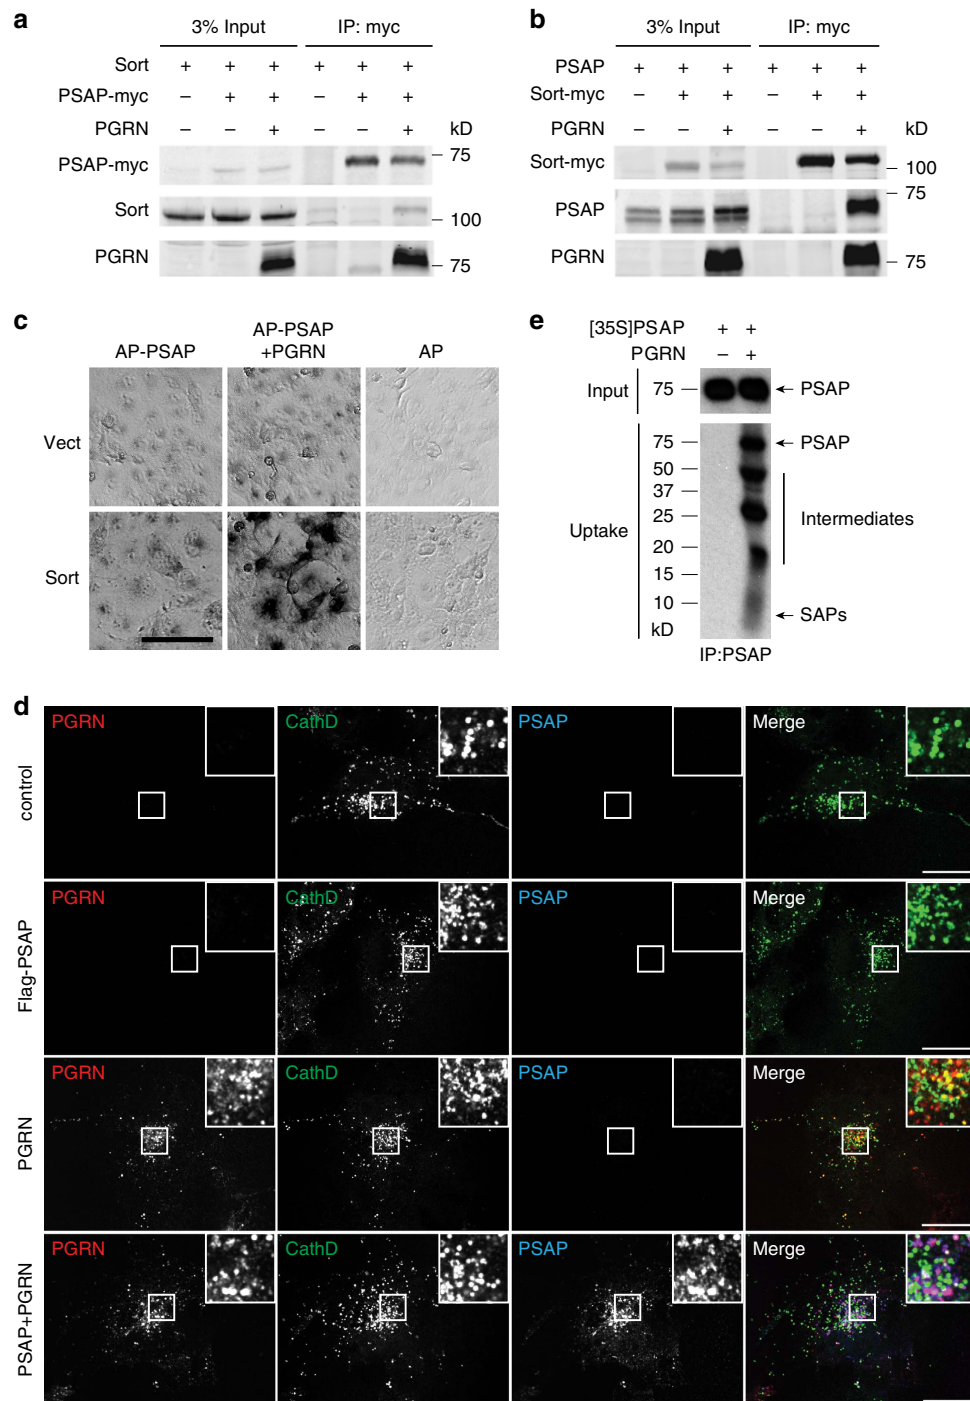 a
3% Input IP: myc
Sort + + + + + +
PSAP-myc – + + – + +
PGRN – – + – – + kD
PSAP-myc 75
Sort 100
PGRN 75
b
3% Input IP: myc
PSAP + + + + + +
Sort-myc – + + – + +
PGRN – – + – – + kD
Sort-myc 100
PSAP 75
PGRN 75
c
AP-PSAP AP-PSAP +PGRN AP
Vect
Sort
e
[35S]PSAP + +
PGRN – +
Input 75 PSAP
Uptake
75 PSAP
50
37
25 Intermediates
20
15
10 SAPs
kD
IP:PSAP
d
control PGRN CathD PSAP Merge
Flag-PSAP PGRN CathD PSAP Merge
PGRN PGRN CathD PSAP Merge
PSAP+PGRN PGRN CathD PSAP Merge